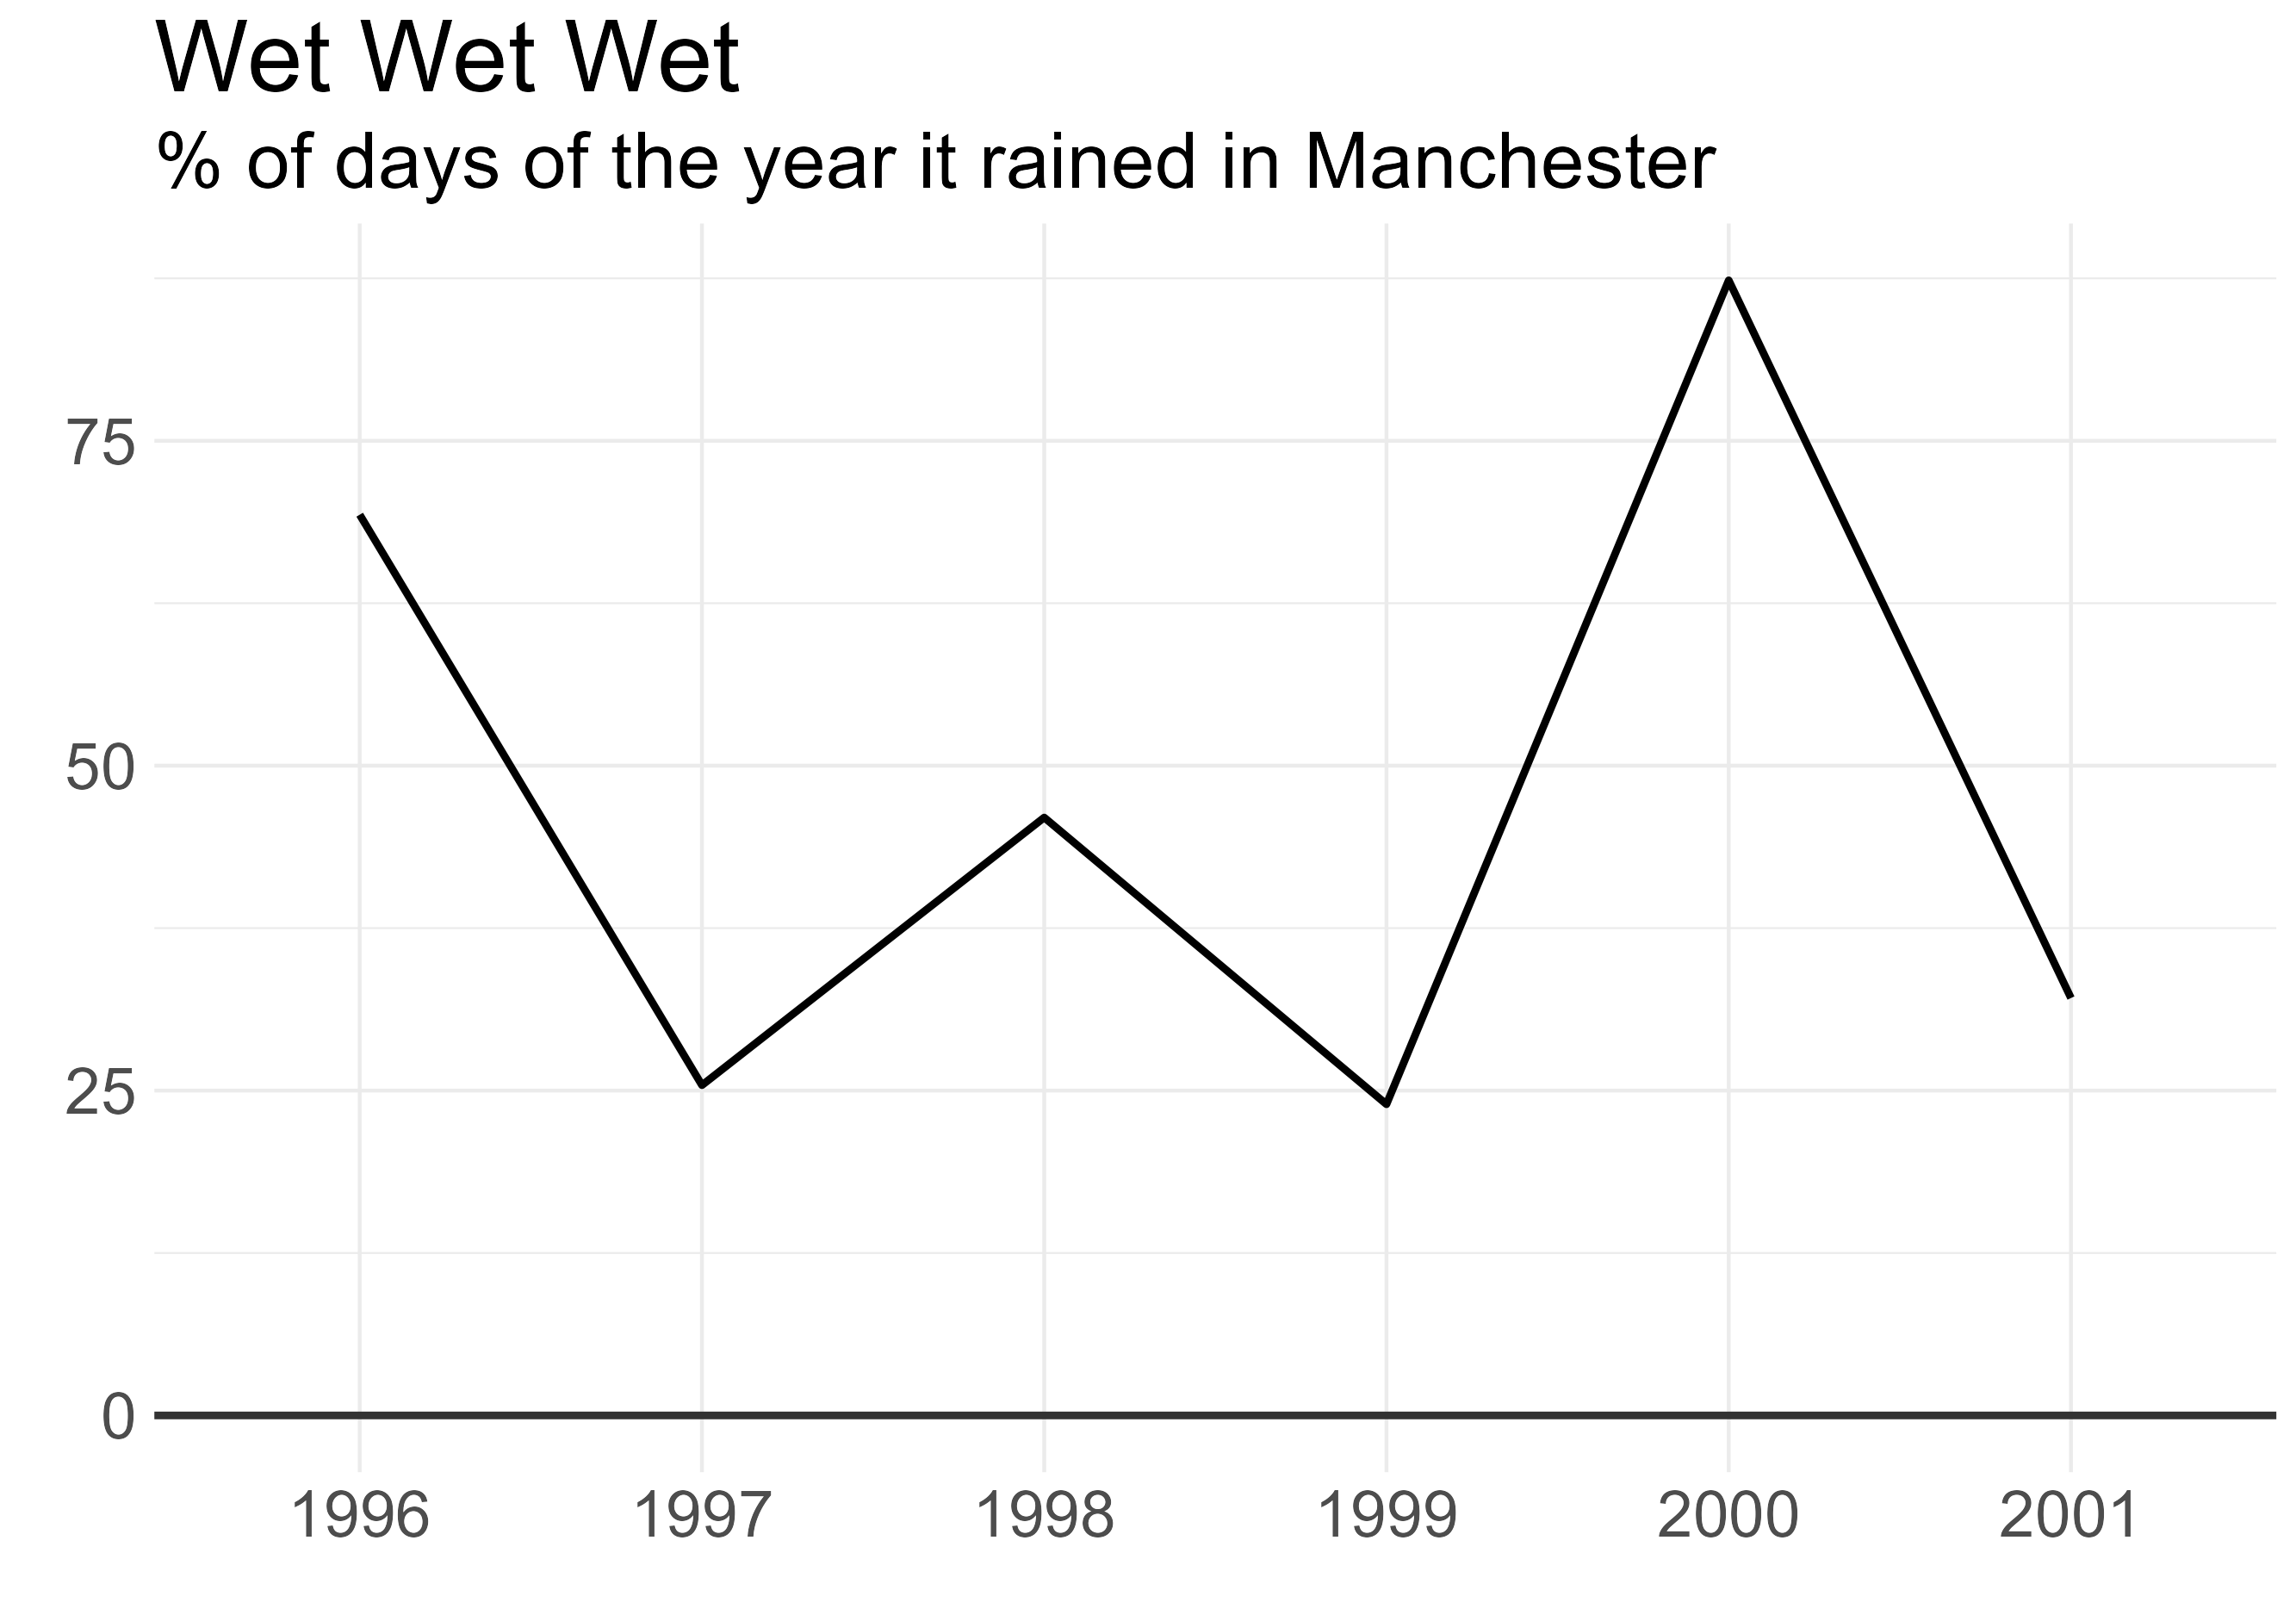 Wet Wet Wet
% of days of the year it rained in Manchester
75
50
25
0
1996 1997 1998 1999 2000 2001